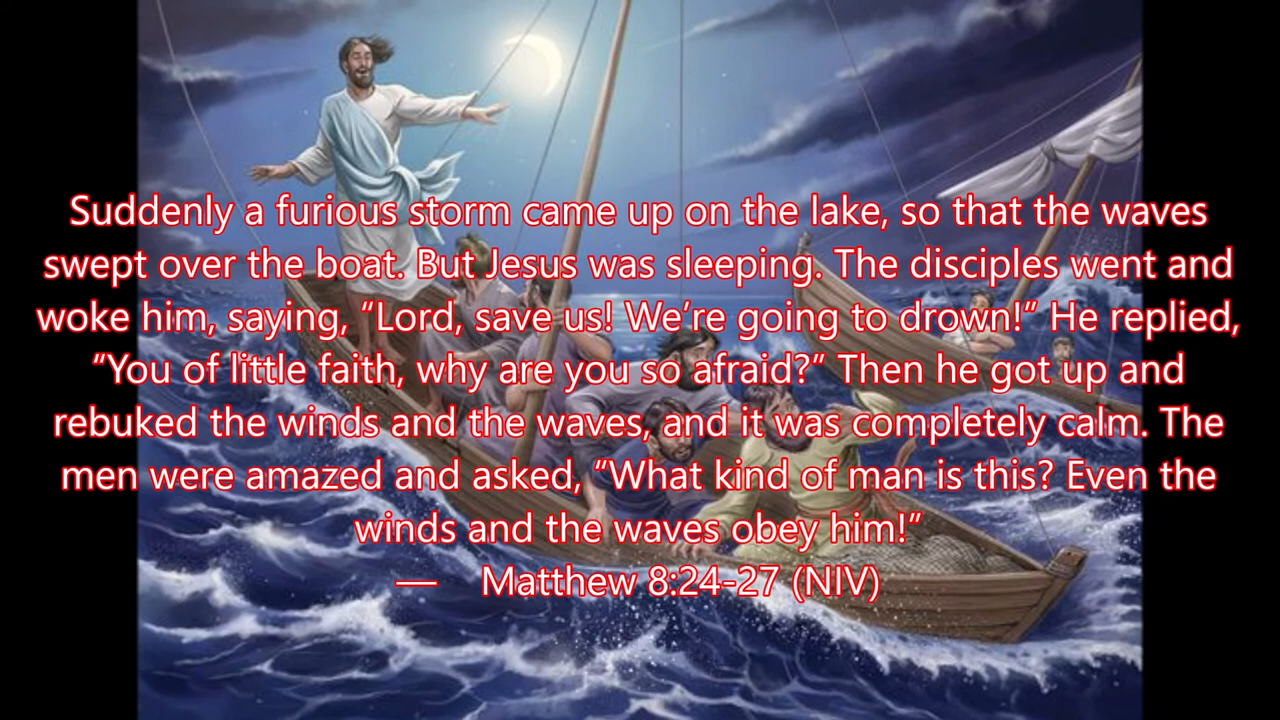 Suddenly a furious storm came up on the lake, so that the waves
swept over the boat. But Jesus was sleeping. The disciples went and
woke him, saying, “Lord, save us! We’re going to drown!” He replied,
“You of little faith, why are you so afraid?” Then he got up and
rebuked the winds and the waves, and it was completely calm. The
men were amazed and asked, “What kind of man is this? Even the
winds and the waves obey him!”
— Matthew 8:24-27 (NIV)